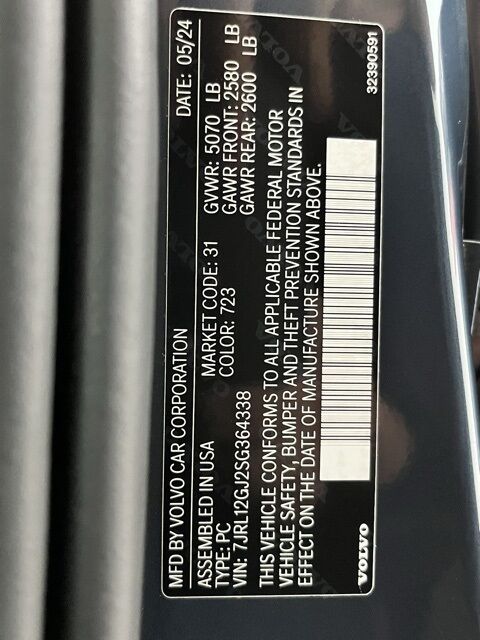 MFD BY VOLVO CAR CORPORATION DATE: 05/24
ASSEMBLED IN USA MARKET CODE: 31 GVWR: 5070 LB
TYPE: PC COLOR: 723 GAWR FRONT: 2580 LB
VIN: 7JRL12GJ2SG364338 GAWR REAR: 2600 LB
THIS VEHICLE CONFORMS TO ALL APPLICABLE FEDERAL MOTOR
VEHICLE SAFETY, BUMPER AND THEFT PREVENTION STANDARDS IN
EFFECT ON THE DATE OF MANUFACTURE SHOWN ABOVE.
VOLVO 32390591